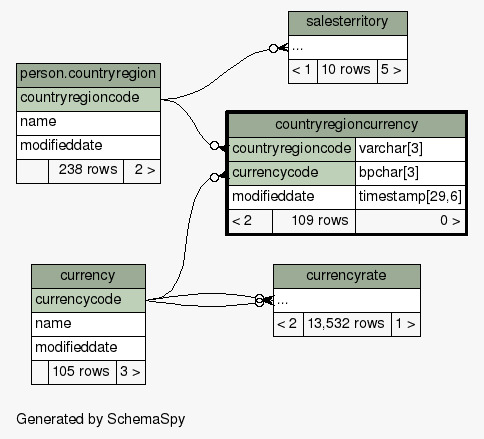 salesterritory
...
< 1 10 rows 5 >
person.countryregion
countryregioncode
name
modifieddate
238 rows 2 >
countryregioncurrency
countryregioncode varchar[3]
currencycode bpchar[3]
modifieddate timestamp[29,6]
< 2 109 rows 0 >
currency
currencycode
name
modifieddate
105 rows 3 >
currencyrate
...
< 2 13,532 rows 1 >
Generated by SchemaSpy